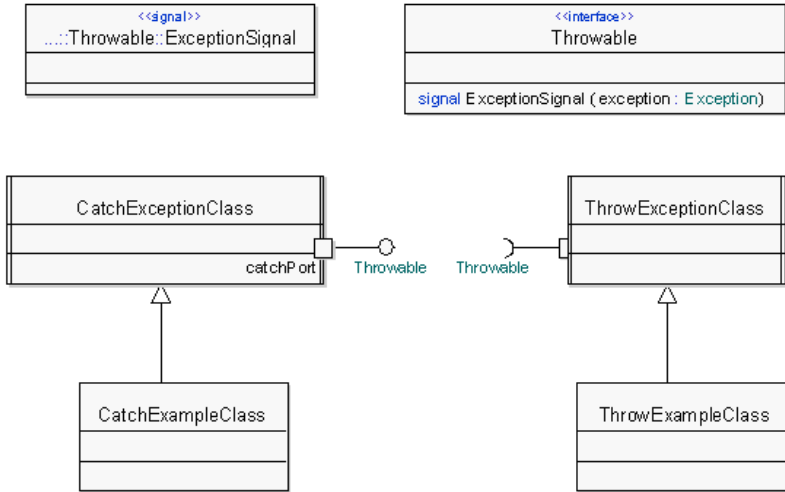 <<signal>>
...::Throwable::ExceptionSignal
<<interface>>
Throwable
signal ExceptionSignal ( exception : Exception)
CatchExceptionClass
catchPort
Throwable
Throwable
ThrowExceptionClass
CatchExampleClass
ThrowExampleClass